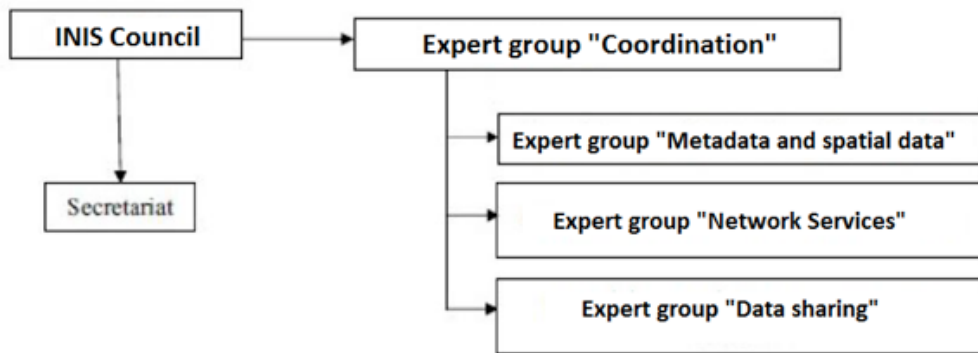 INIS Council
Expert group "Coordination"
Expert group "Metadata and spatial data"
Secretariat
Expert group "Network Services"
Expert group "Data sharing"